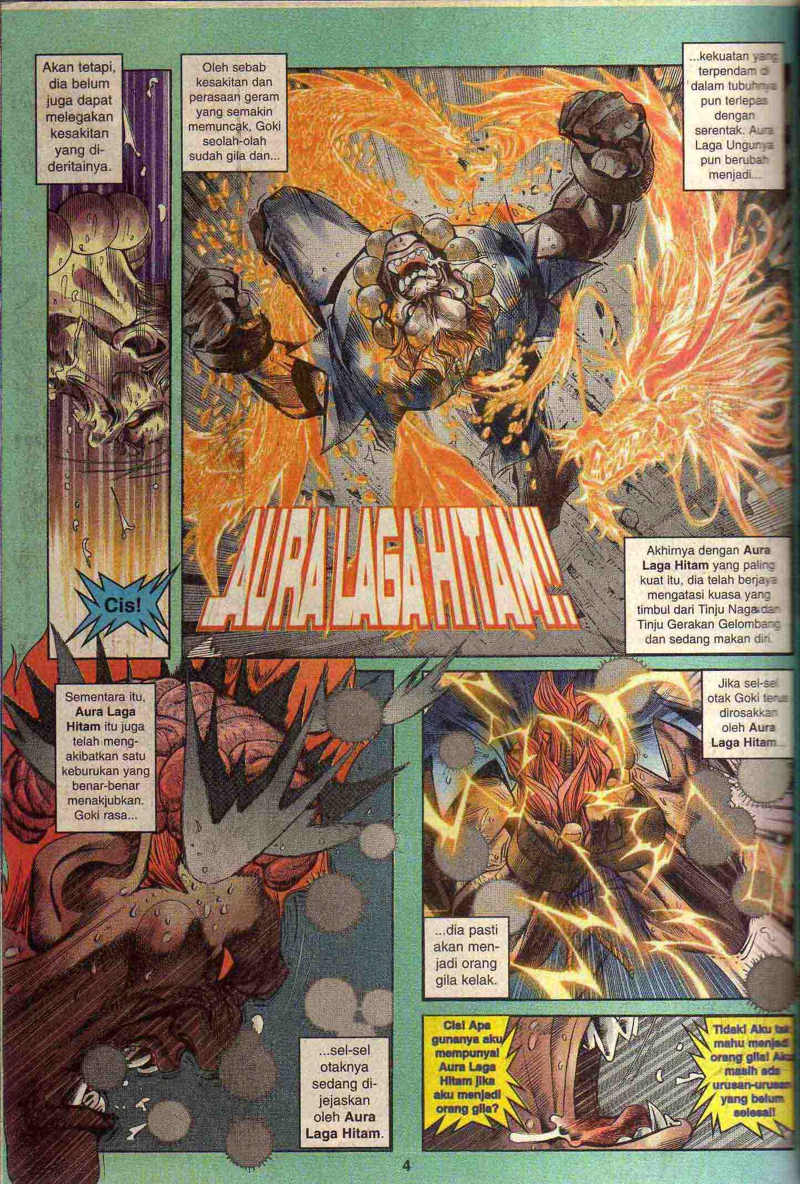 Akan tetapi,
dia belum
juga dapat
melegakan
kesakitan
yang di-
deritainya.
Oleh sebab
kesakitan dan
perasaan geram
yang semakin
memuncak, Goki
seolah-olah
sudah gila dan...
...kekuatan yang
terpendam di
dalam tubuhnya
pun terlepas
dengan
serentak. Aura
Laga Ungunya
pun berubah
menjadi...
AURA LAGA HITAM!!
Cis!
Akhirnya dengan Aura
Laga Hitam yang paling
kuat itu, dia telah berjaya
mengatasi kuasa yang
timbul dari Tinju Naga dan
Tinju Gerakan Gelombang
dan sedang makan diri.
Sementara itu,
Aura Laga
Hitam itu juga
telah meng-
akibatkan satu
keburukan yang
benar-benar
menakjubkan.
Goki rasa...
...sel-sel
otaknya
sedang di-
jejaskan
oleh Aura
Laga Hitam.
Jika sel-sel
otak Goki terus
dirosakkan
oleh Aura
Laga Hitam...
...dia pasti
akan men-
jadi orang
gila kelak.
Cis! Apa
gunanya aku
mempunyai
Aura Laga
Hitam jika
aku menjadi
orang gila?
Tidak! Aku tak
mahu menjadi
orang gila! Aku
masih ada
urusan-urusan
yang belum
selesai!
4